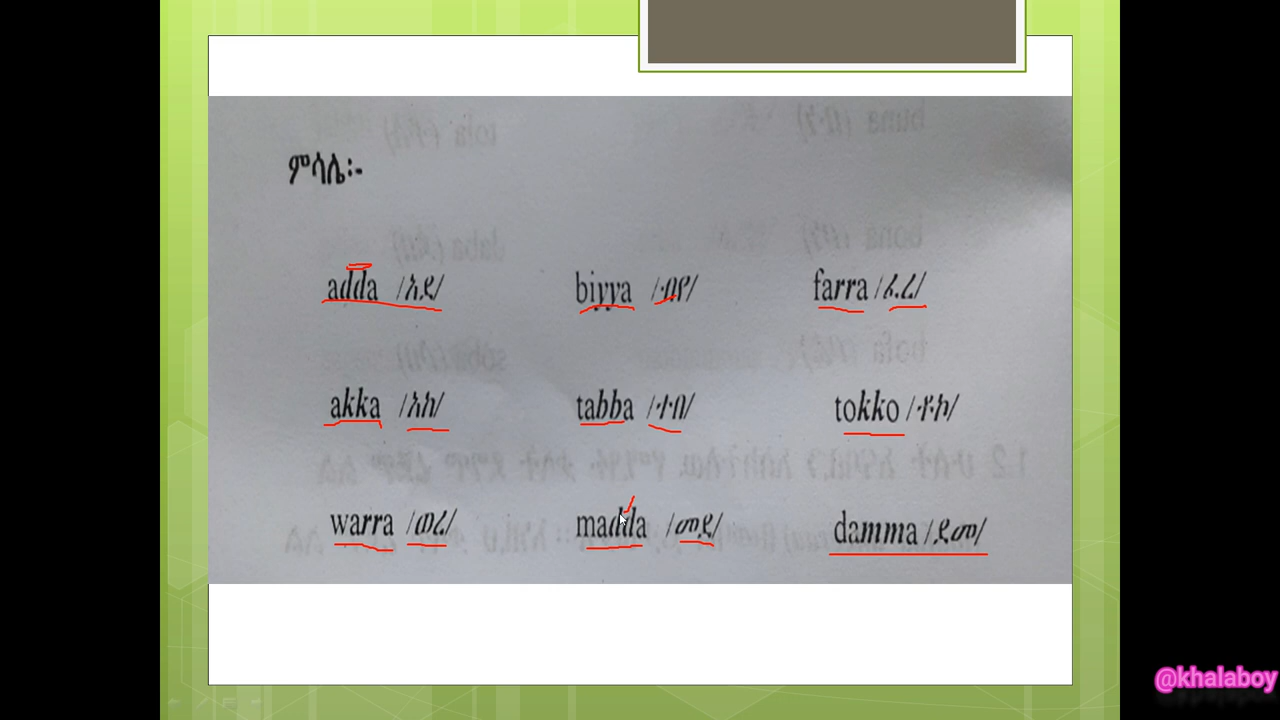 ምሳሌ፡-
adda /አደ/ biyya /ብየ/ farra /ፈረ/
akka /አከ/ tabba /ተበ/ tokko /ቶኮ/
warra /ወረ/ madda /መደ/ damma /ደመ/
@khalaboy